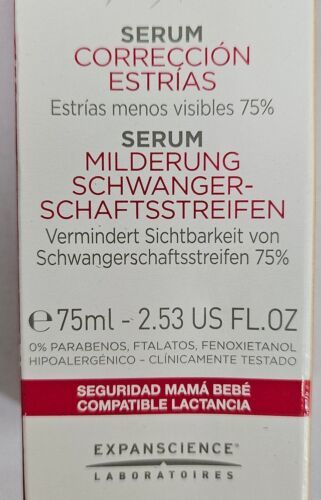 SERUM
CORRECCIÓN
ESTRÍAS
Estrías menos visibles 75%
SERUM
MILDERUNG
SCHWANGER-
SCHAFTSSTREIFEN
Vermindert Sichtbarkeit von
Schwangerschaftsstreifen 75%
℮75ml - 2.53 US FL.OZ
0% PARABENOS, FTALATOS, FENOXIETANOL
HIPOALERGÉNICO - CLÍNICAMENTE TESTADO
SEGURIDAD MAMÁ BEBÉ
COMPATIBLE LACTANCIA
EXPANSCIENCE®
LABORATOIRES